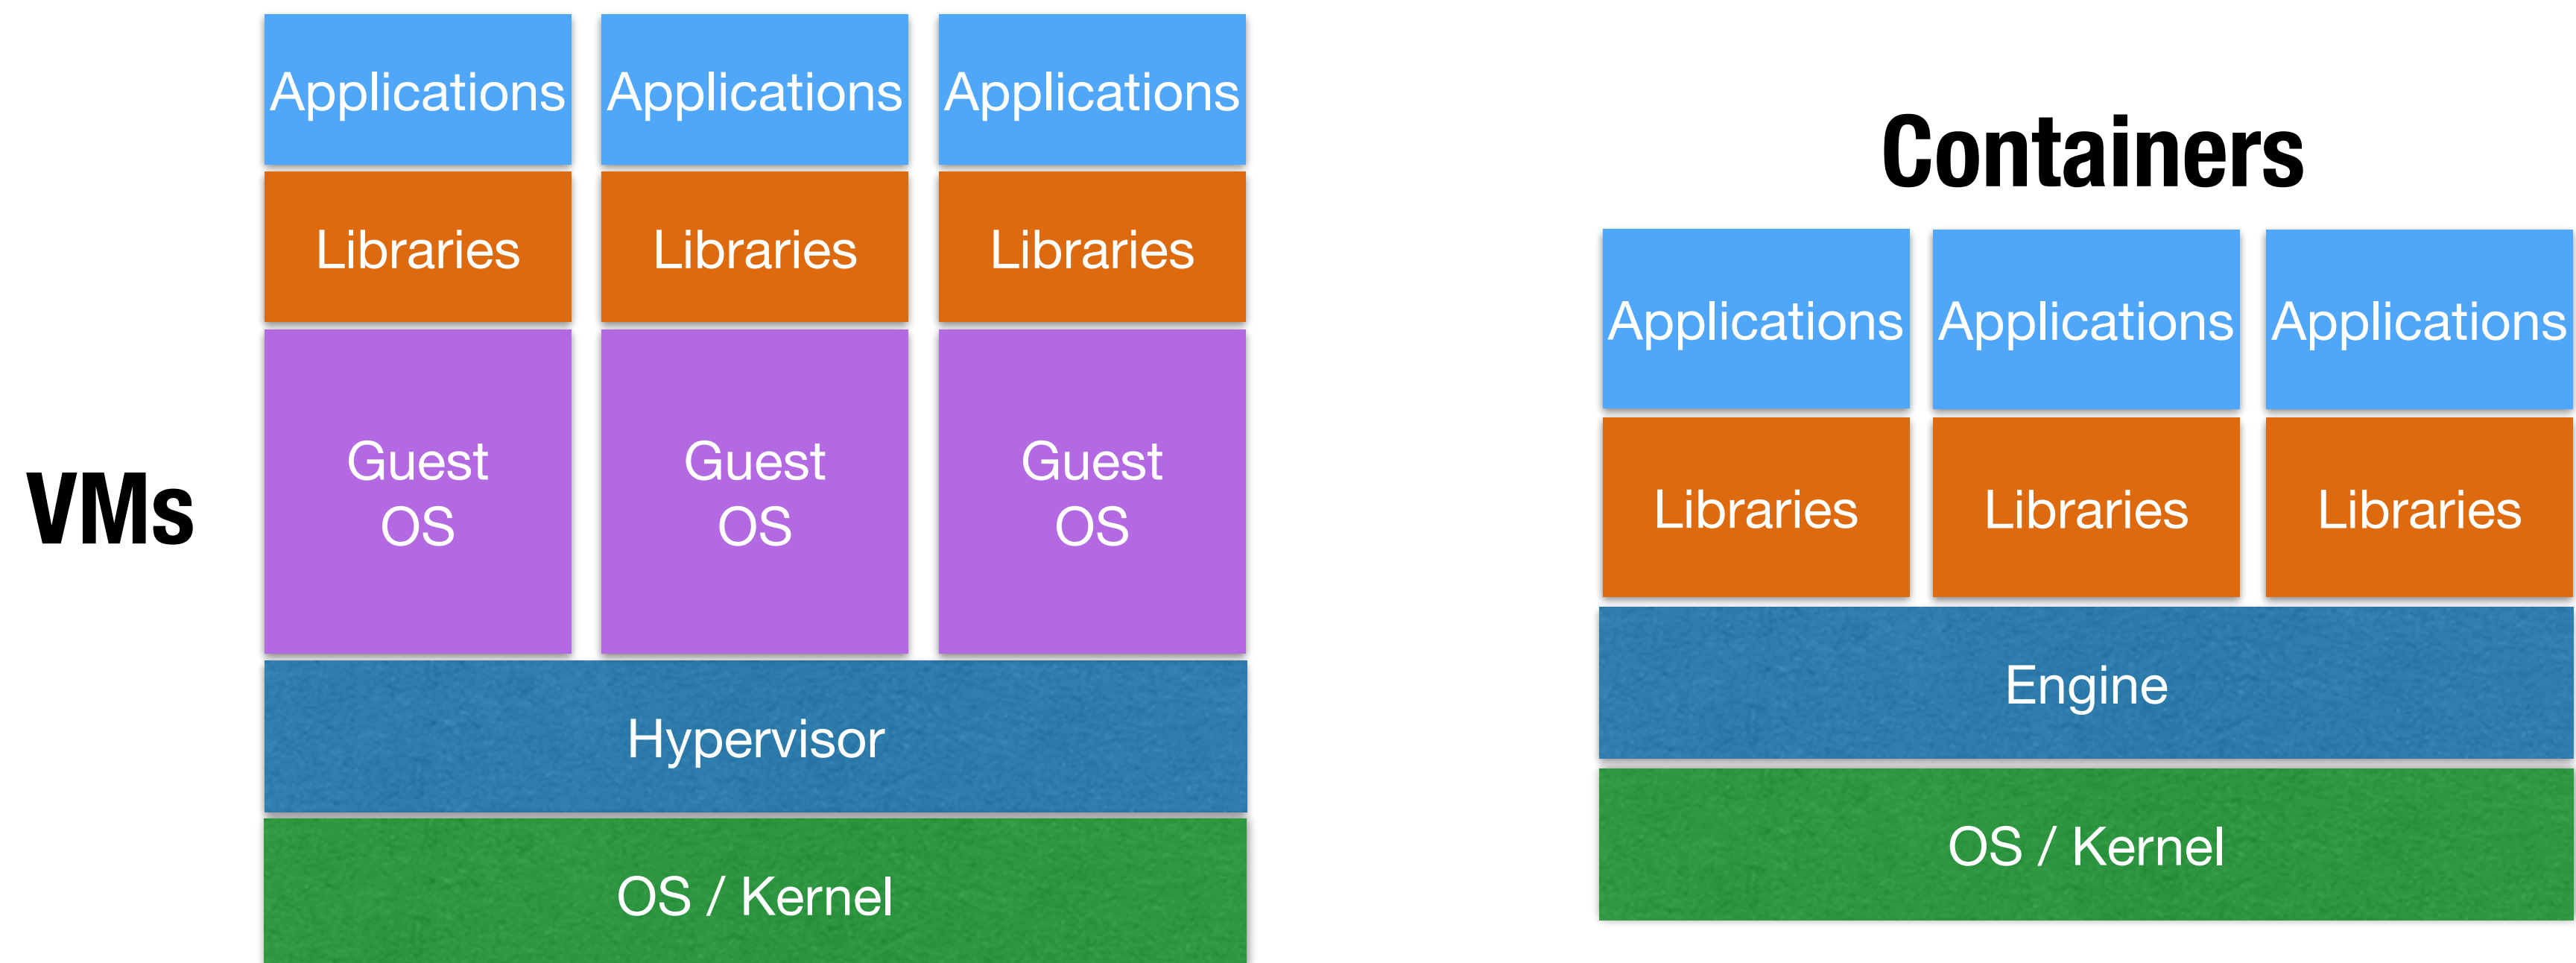 Applications Applications Applications
Libraries Libraries Libraries
Guest Guest Guest
OS OS OS
VMs
Hypervisor
OS / Kernel
Containers
Applications Applications Applications
Libraries Libraries Libraries
Engine
OS / Kernel